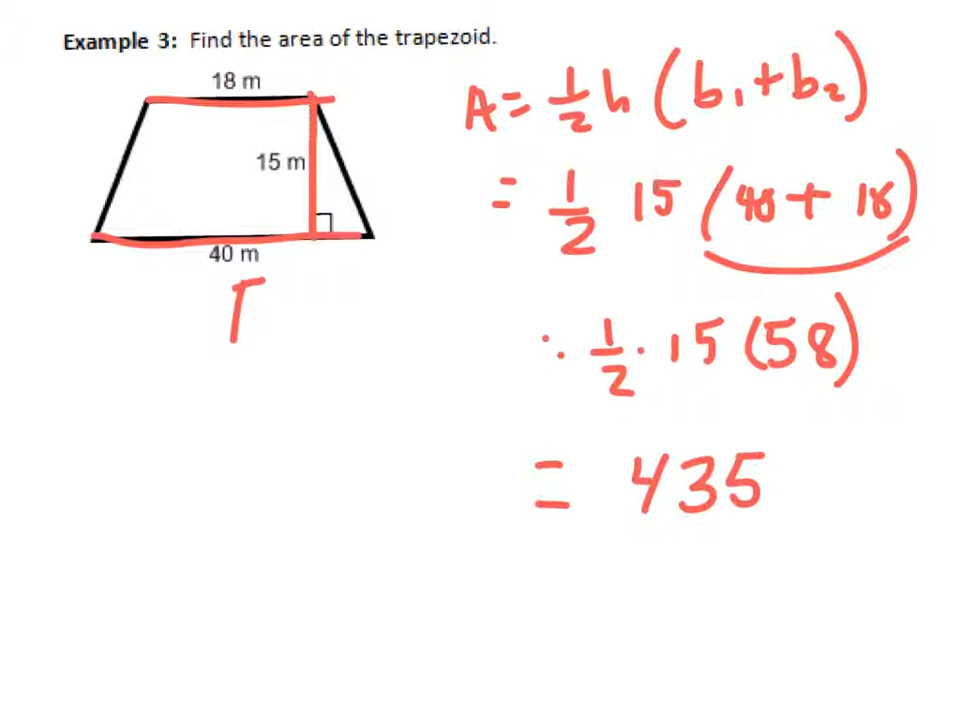 Example 3: Find the area of the trapezoid.
18 m
15 m
40 m
A = 1/2 h (b₁ + b₂)
= 1/2 15 (40 + 18)
1/2 · 15 (58)
= 435